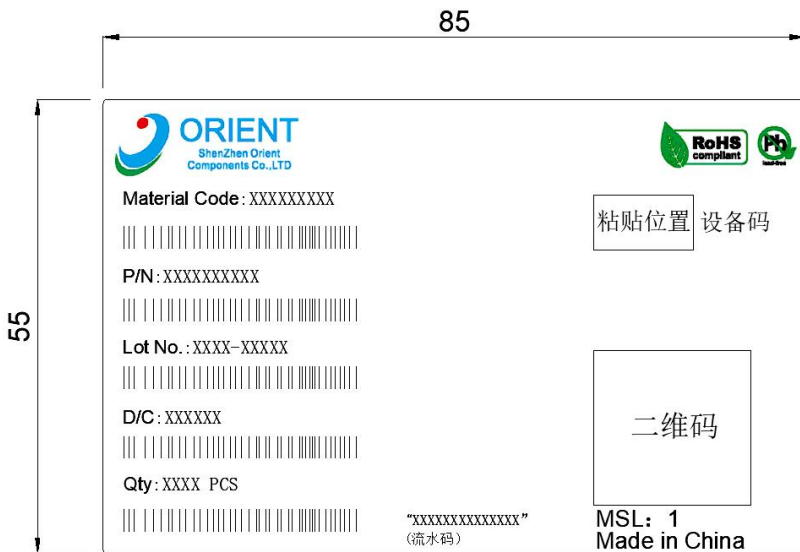 85
55
ORIENT
ShenZhen Orient
Components Co.,LTD
RoHS
compliant
Pb
lead-free
Material Code: XXXXXXXXX
粘贴位置 设备码
P/N: XXXXXXXXXX
Lot No.: XXXX-XXXXX
D/C: XXXXXX
二维码
Qty: XXXX PCS
“XXXXXXXXXXXXXX”
(流水码)
MSL: 1
Made in China